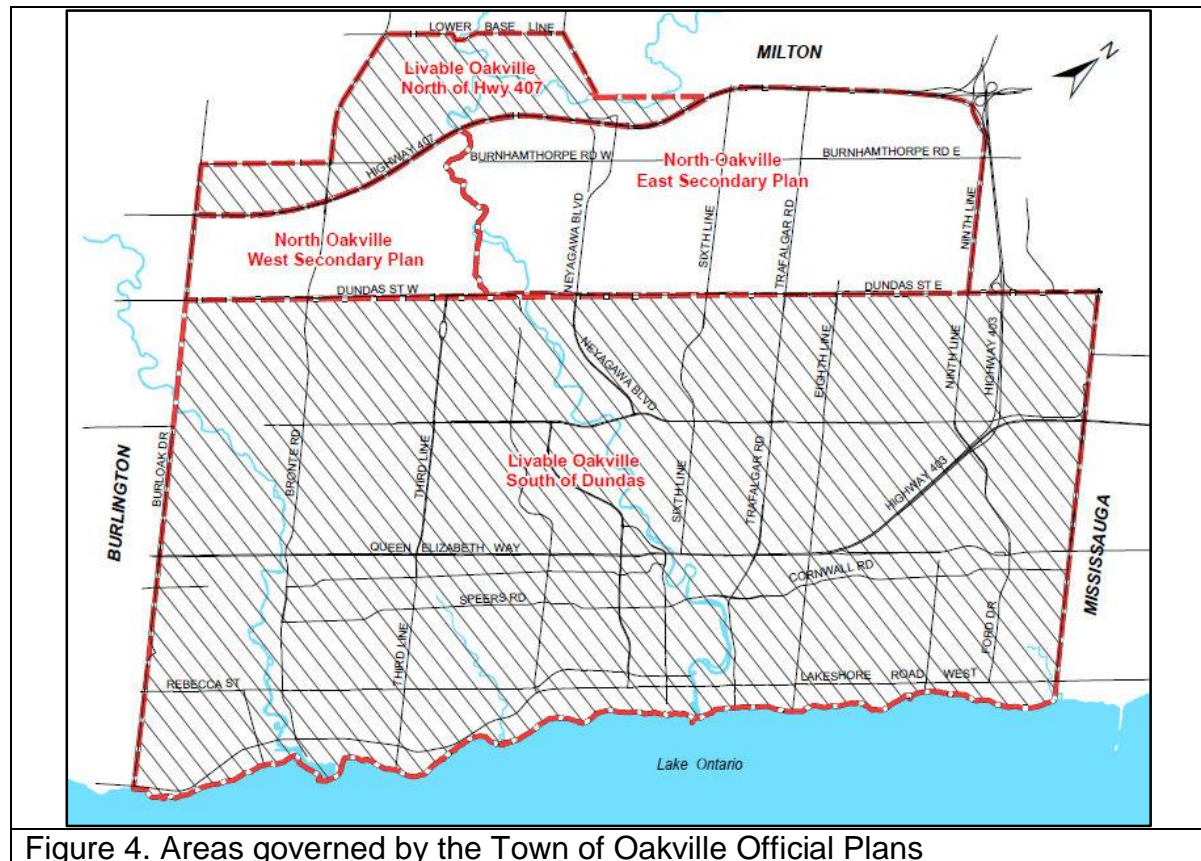 LOWER BASE LINE
MILTON
N
Livable Oakville
North of Hwy 407
HIGHWAY 407
BURNHAMTHORPE RD W
North Oakville
East Secondary Plan
BURNHAMTHORPE RD E
NEYAGAWA BLVD
SIXTH LINE
TRAFALGAR RD
NINTH LINE
North Oakville
West Secondary Plan
DUNDAS ST W
DUNDAS ST E
NEYAGAWA BLVD
EIGHTH LINE
NINTH LINE
HIGHWAY 403
BURLINGTON
BURLOAK DR
BRONTE RD
THIRD LINE
Livable Oakville
South of Dundas
SIXTH LINE
TRAFALGAR RD
HIGHWAY 403
MISSISSAUGA
QUEEN ELIZABETH WAY
CORNWALL RD
SPEERS RD
THIRD LINE
FORD DR
REBECCA ST
LAKESHORE ROAD WEST
Lake Ontario
Figure 4. Areas governed by the Town of Oakville Official Plans